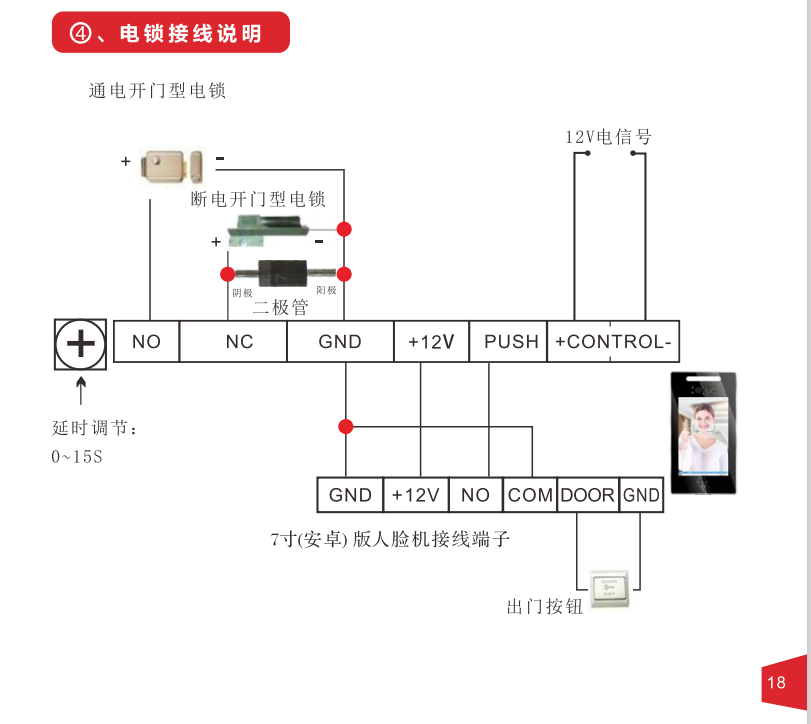 ④、电锁接线说明
通电开门型电锁
12V电信号
+ -
断电开门型电锁
+ -
阴极 阳极
二极管
NO NC GND +12V PUSH +CONTROL-
延时调节：
0~15S
GND +12V NO COM DOOR GND
7寸(安卓) 版人脸机接线端子
出门按钮
18